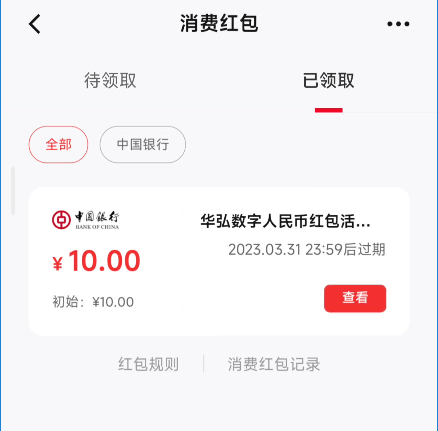 消费红包
待领取
已领取
全部
中国银行
中国银行
BANK OF CHINA
华弘数字人民币红包活...
¥10.00
2023.03.31 23:59后过期
初始：¥10.00
查看
红包规则
消费红包记录